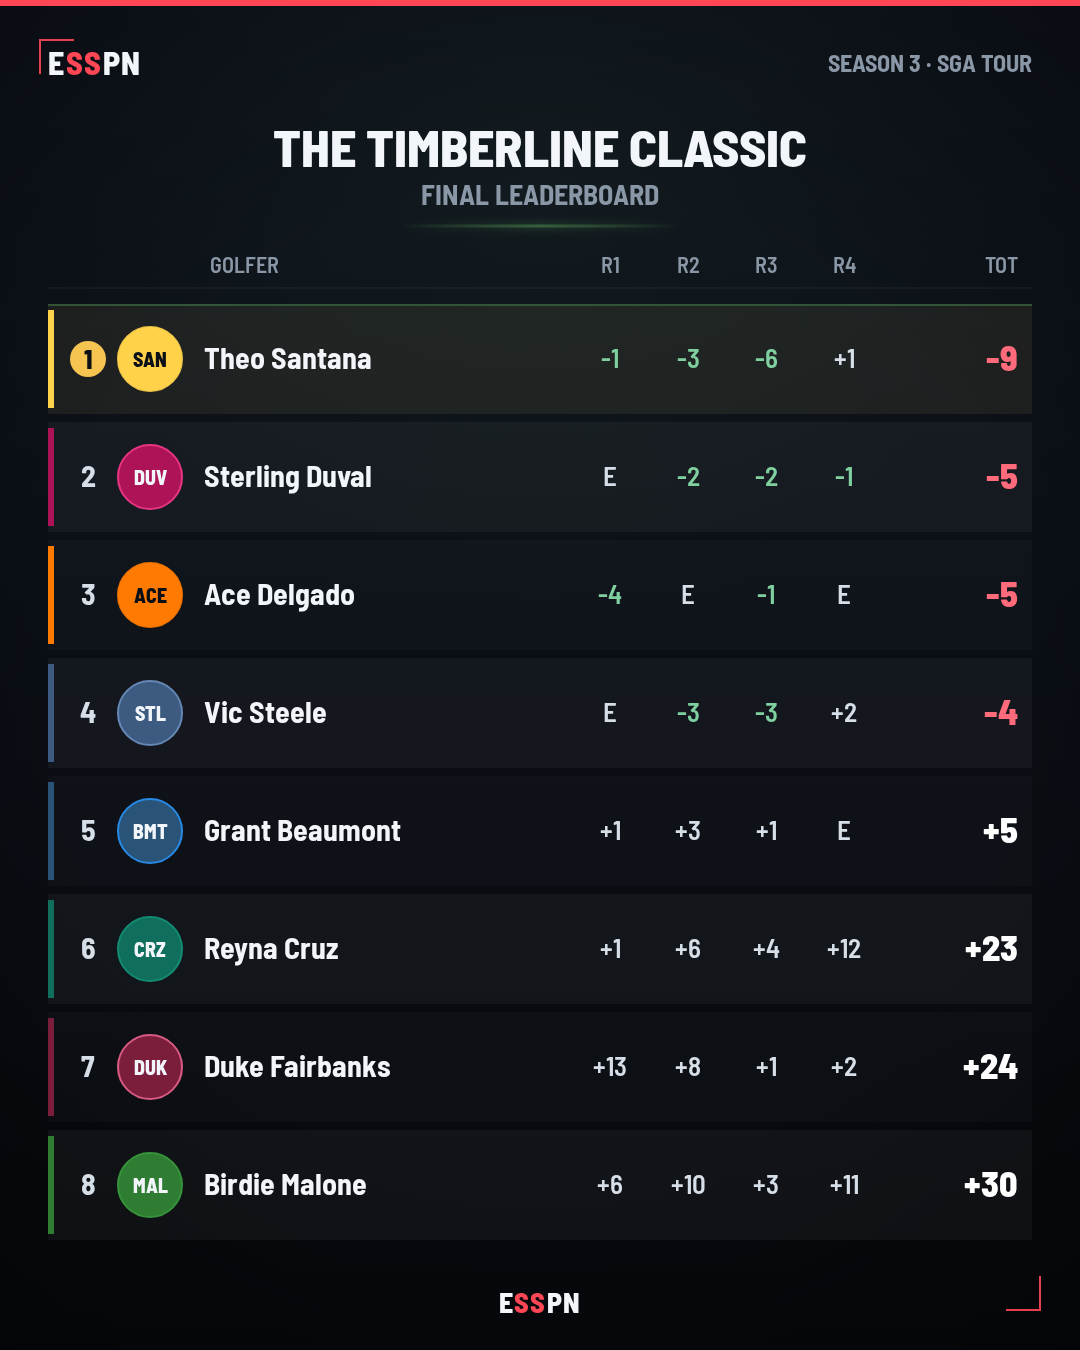 ESSPN
SEASON 3 · SGA TOUR
THE TIMBERLINE CLASSIC
FINAL LEADERBOARD
GOLFER R1 R2 R3 R4 TOT
1 SAN Theo Santana -1 -3 -6 +1 -9
2 DUV Sterling Duval E -2 -2 -1 -5
3 ACE Ace Delgado -4 E -1 E -5
4 STL Vic Steele E -3 -3 +2 -4
5 BMT Grant Beaumont +1 +3 +1 E +5
6 CRZ Reyna Cruz +1 +6 +4 +12 +23
7 DUK Duke Fairbanks +13 +8 +1 +2 +24
8 MAL Birdie Malone +6 +10 +3 +11 +30
ESSPN